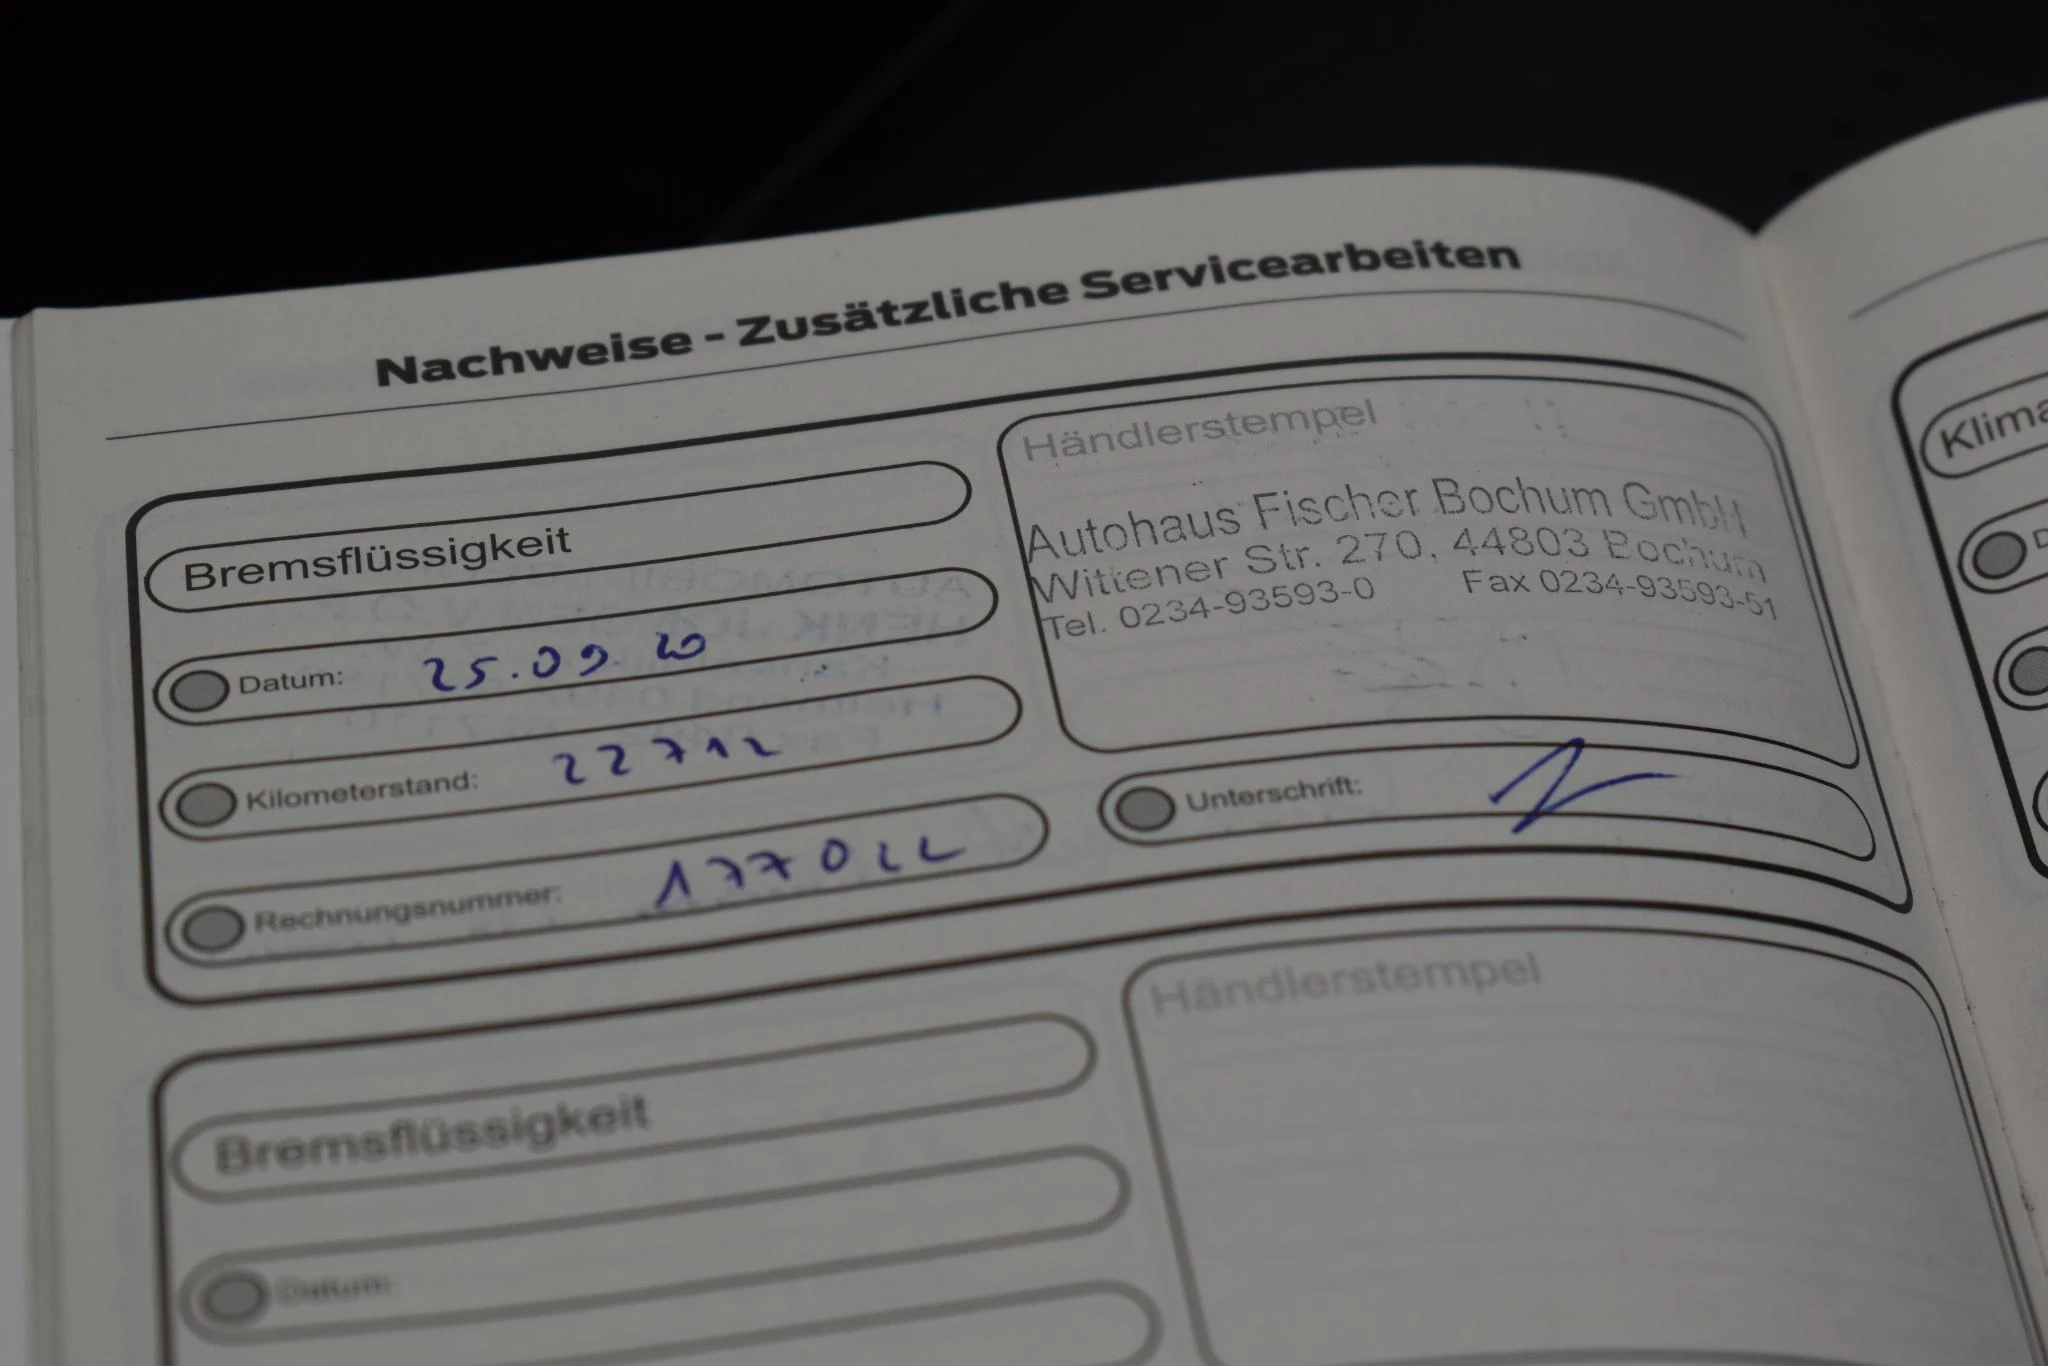 Nachweise - Zusätzliche Servicearbeiten
Bremsflüssigkeit
Datum: 25.09.20
Kilometerstand: 22712
Rechnungsnummer: 177022
Händlerstempel
Autohaus Fischer Bochum GmbH
Wittener Str. 270, 44803 Bochum
Tel. 0234-93593-0 Fax 0234-93593-51
Unterschrift:
Bremsflüssigkeit
Datum:
Händlerstempel